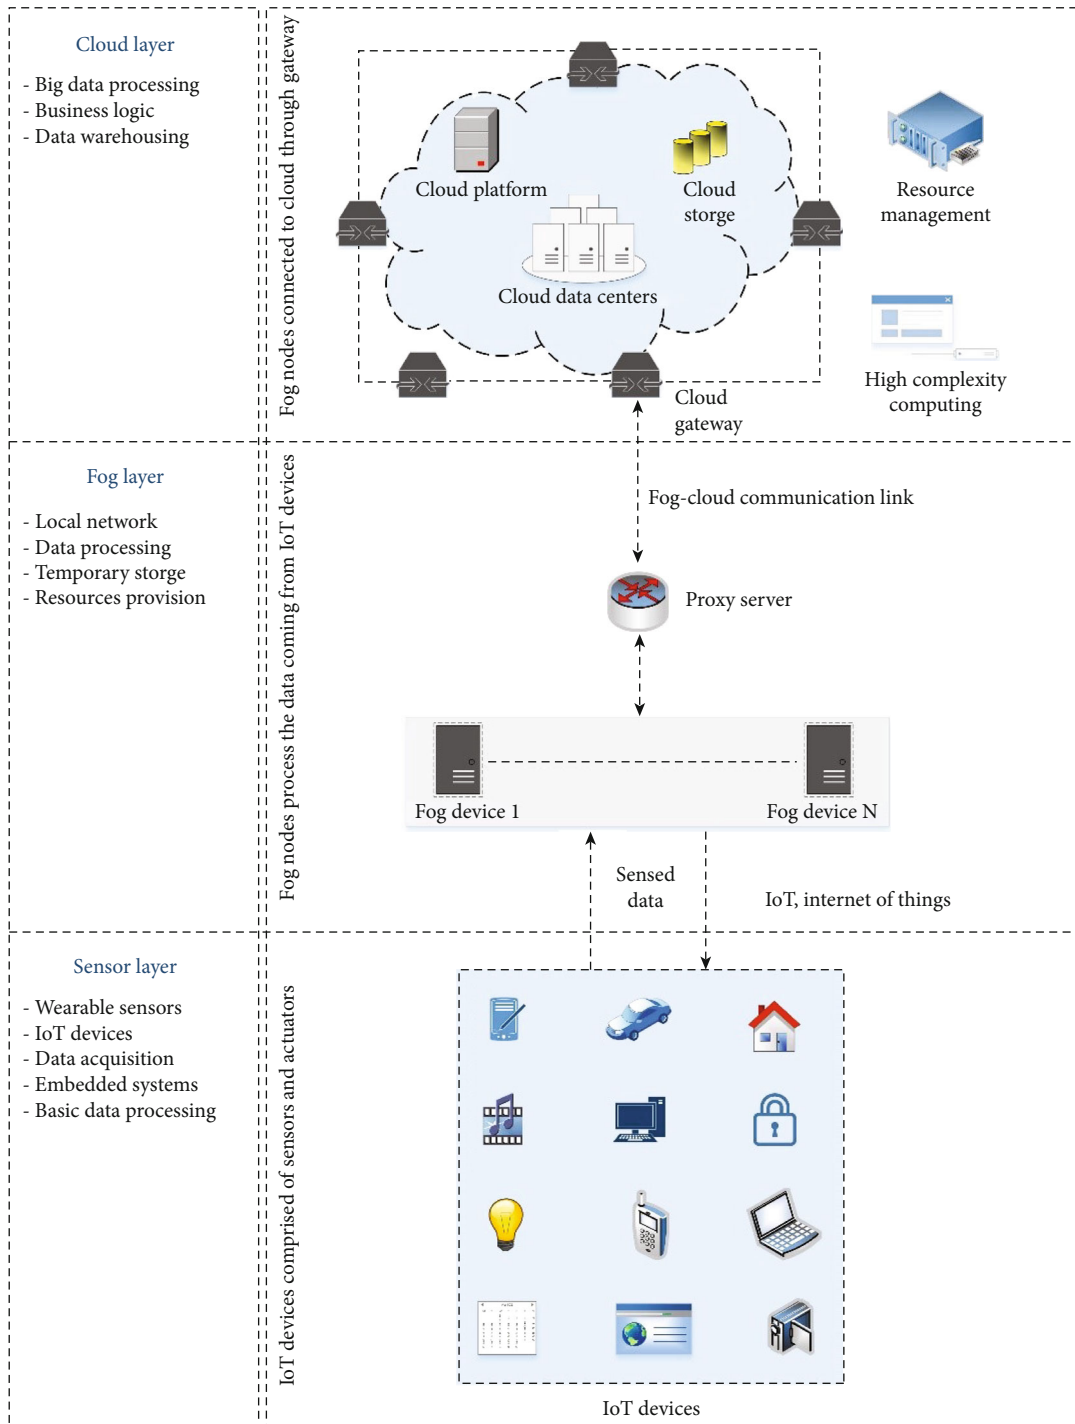 Cloud layer
- Big data processing
- Business logic
- Data warehousing
Fog nodes connected to cloud through gateway
Cloud platform
Cloud
storge
Cloud data centers
Resource
management
High complexity
computing
Cloud
gateway
Fog layer
- Local network
- Data processing
- Temporary storge
- Resources provision
Fog nodes process the data coming from IoT devices
Fog-cloud communication link
Proxy server
Fog device 1
Fog device N
Sensed
data
IoT, internet of things
Sensor layer
- Wearable sensors
- IoT devices
- Data acquisition
- Embedded systems
- Basic data processing
IoT devices comprised of sensors and actuators
IoT devices